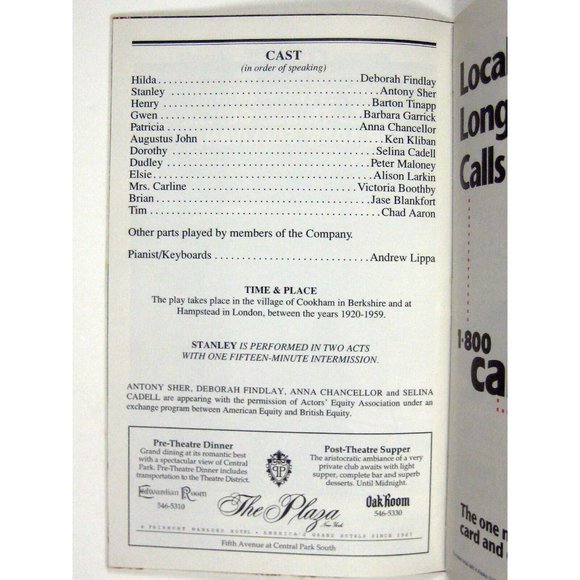 CAST
(in order of speaking)
Hilda . . . . . . . . . . . . . . . . . . . . . . . . . . . . . . . . Deborah Findlay
Stanley . . . . . . . . . . . . . . . . . . . . . . . . . . . . . . . . Antony Sher
Henry . . . . . . . . . . . . . . . . . . . . . . . . . . . . . . . . Barton Tinapp
Gwen . . . . . . . . . . . . . . . . . . . . . . . . . . . . . . . . Barbara Garrick
Patricia . . . . . . . . . . . . . . . . . . . . . . . . . . . . . . . . Anna Chancellor
Augustus John . . . . . . . . . . . . . . . . . . . . . . . . . . . . . . . . Ken Kliban
Dorothy . . . . . . . . . . . . . . . . . . . . . . . . . . . . . . . . Selina Cadell
Dudley . . . . . . . . . . . . . . . . . . . . . . . . . . . . . . . . Peter Maloney
Elsie . . . . . . . . . . . . . . . . . . . . . . . . . . . . . . . . Alison Larkin
Mrs. Carline . . . . . . . . . . . . . . . . . . . . . . . . . . . . . . . . Victoria Boothby
Brian . . . . . . . . . . . . . . . . . . . . . . . . . . . . . . . . Jase Blankfort
Tim . . . . . . . . . . . . . . . . . . . . . . . . . . . . . . . . Chad Aaron
Other parts played by members of the Company.
Pianist/Keyboards . . . . . . . . . . . . . . . . . . . . . . . . . . . Andrew Lippa
TIME & PLACE
The play takes place in the village of Cookham in Berkshire and at
Hampstead in London, between the years 1920-1959.
STANLEY IS PERFORMED IN TWO ACTS
WITH ONE FIFTEEN-MINUTE INTERMISSION.
ANTONY SHER, DEBORAH FINDLAY, ANNA CHANCELLOR and SELINA
CADELL are appearing with the permission of Actors' Equity Association under an
exchange program between American Equity and British Equity.
Pre-Theatre Dinner
Grand dining at its romantic best
with a spectacular view of Central
Park. Pre-Theatre Dinner includes
transportation to the Theatre District.
Edwardian Room
546-5310
The Plaza
New York
Post-Theatre Supper
The aristocratic ambiance of a very
private club awaits with light
supper, complete bar and superb
desserts. Until Midnight.
Oak Room
546-5330
A FAIRMONT MANAGED HOTEL • AMERICA'S GRAND HOTELS SINCE 1907
Fifth Avenue at Central Park South
Local
Long
Calls
1-800
ca
The one n
card and